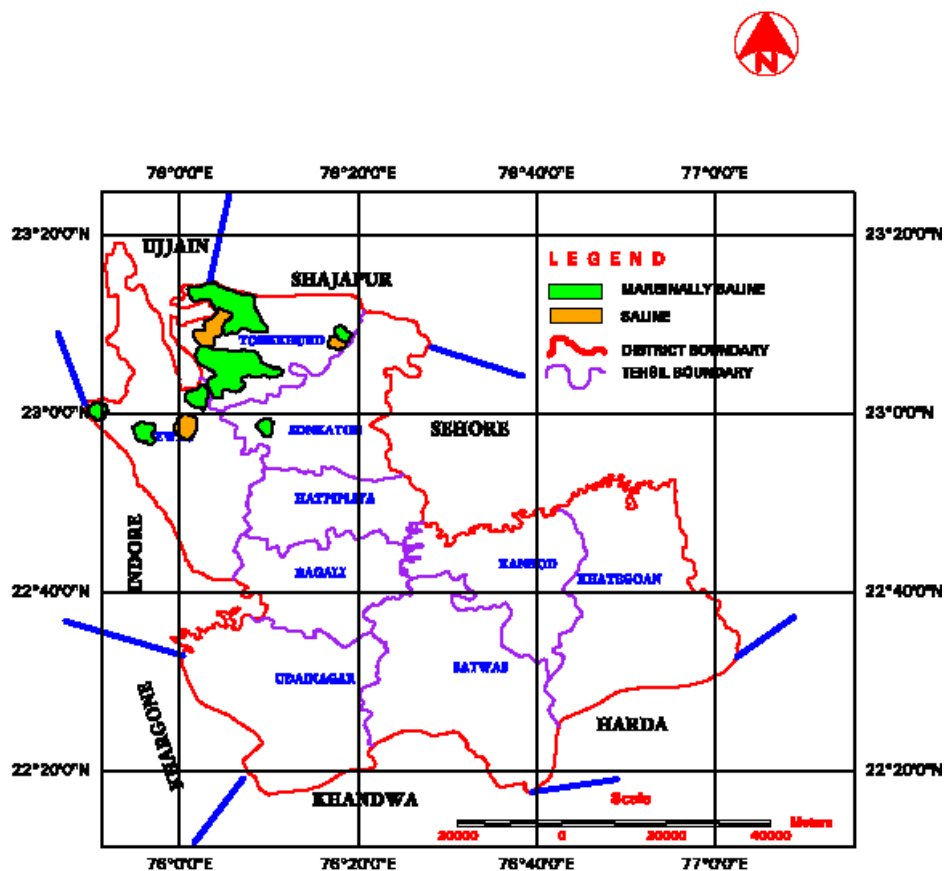 N
76°0'0"E 76°20'0"E 76°40'0"E 77°0'0"E
23°20'0"N 23°20'0"N
UJJAIN
SHAJAPUR
LEGEND
MARGINALLY SALINE
SALINE
DISTRICT BOUNDARY
TEHSIL BOUNDARY
23°0'0"N 23°0'0"N
SEHORE
SONKATCH
HATPIPLIYA
INDORE
BAGALI
KANNOD
KHATEGOAN
22°40'0"N 22°40'0"N
UDAINAGAR
SATWAS
KHARGONE
HARDA
22°20'0"N 22°20'0"N
KHANDWA
Scale
20000 0 20000 40000 Meters
76°0'0"E 76°20'0"E 76°40'0"E 77°0'0"E